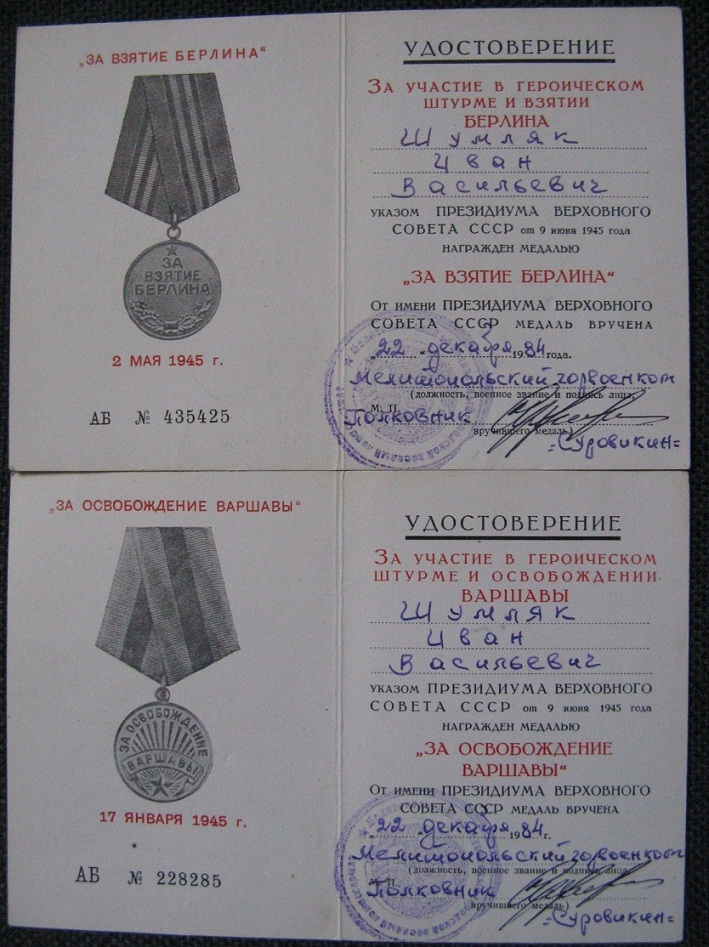 „ЗА ВЗЯТИЕ БЕРЛИНА“
ЗА
ВЗЯТИЕ
БЕРЛИНА
2 МАЯ 1945 г.
АБ № 435425
УДОСТОВЕРЕНИЕ
ЗА УЧАСТИЕ В ГЕРОИЧЕСКОМ
ШТУРМЕ И ВЗЯТИИ
БЕРЛИНА
Шумляк
Иван
Васильевич
УКАЗОМ ПРЕЗИДИУМА ВЕРХОВНОГО
СОВЕТА СССР от 9 июня 1945 года
НАГРАЖДЕН МЕДАЛЬЮ
„ЗА ВЗЯТИЕ БЕРЛИНА“
От имени ПРЕЗИДИУМА ВЕРХОВНОГО
СОВЕТА СССР МЕДАЛЬ ВРУЧЕНА
„22„ декабря 1984 года.
Мелитопольский горвоенком
(должность, военное звание и подпись лица,
М. П.
Полковник
вручившего медаль)
=Суровикин=
„ЗА ОСВОБОЖДЕНИЕ ВАРШАВЫ“
ЗА ОСВОБОЖДЕНИЕ
ВАРШАВЫ
17 ЯНВАРЯ 1945 г.
АБ № 228285
УДОСТОВЕРЕНИЕ
ЗА УЧАСТИЕ В ГЕРОИЧЕСКОМ
ШТУРМЕ И ОСВОБОЖДЕНИИ
ВАРШАВЫ
Шумляк
Иван
Васильевич
УКАЗОМ ПРЕЗИДИУМА ВЕРХОВНОГО
СОВЕТА СССР от 9 июня 1945 года
НАГРАЖДЕН МЕДАЛЬЮ
„ЗА ОСВОБОЖДЕНИЕ
ВАРШАВЫ“
От имени ПРЕЗИДИУМА ВЕРХОВНОГО
СОВЕТА СССР МЕДАЛЬ ВРУЧЕНА
„22„ декабря 1984 г.
Мелитопольский горвоенком
(должность, военное звание и подпись лица,
М. П.
Полковник
вручившего медаль)
=Суровикин=